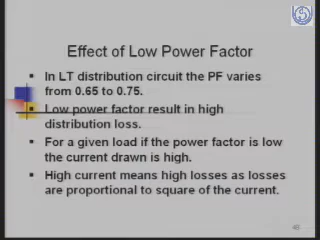 Effect of Low Power Factor
In LT distribution circuit the PF varies
from 0.65 to 0.75.
Low power factor result in high
distribution loss.
For a given load if the power factor is low
the current drawn is high.
High current means high losses as losses
are proportional to square of the current.